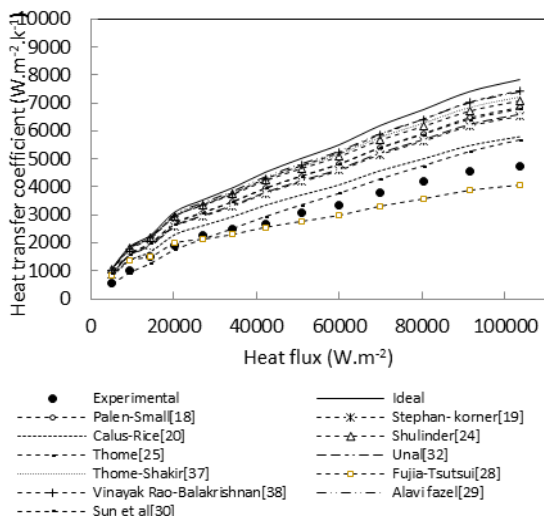 Heat transfer coefficient (W.m-2.k-1)
10000
9000
8000
7000
6000
5000
4000
3000
2000
1000
0
0 20000 40000 60000 80000 100000
Heat flux (W.m-2)
Experimental Ideal
Palen-Small[18] Stephan- korner[19]
Calus-Rice[20] Shulinder[24]
Thome[25] Unal[32]
Thome-Shakir[37] Fujia-Tsutsui[28]
Vinayak Rao-Balakrishnan[38] Alavi fazel[29]
Sun et al[30]